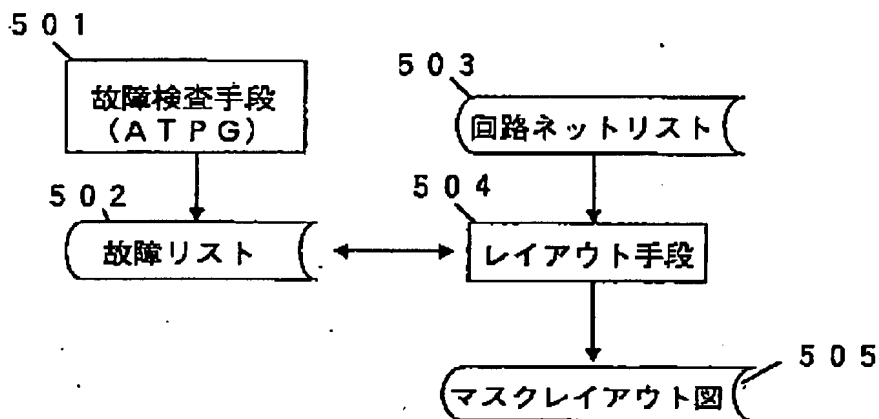 501
故障検査手段
(ATPG)
503
回路ネットリスト
502
故障リスト
504
レイアウト手段
505
マスクレイアウト図